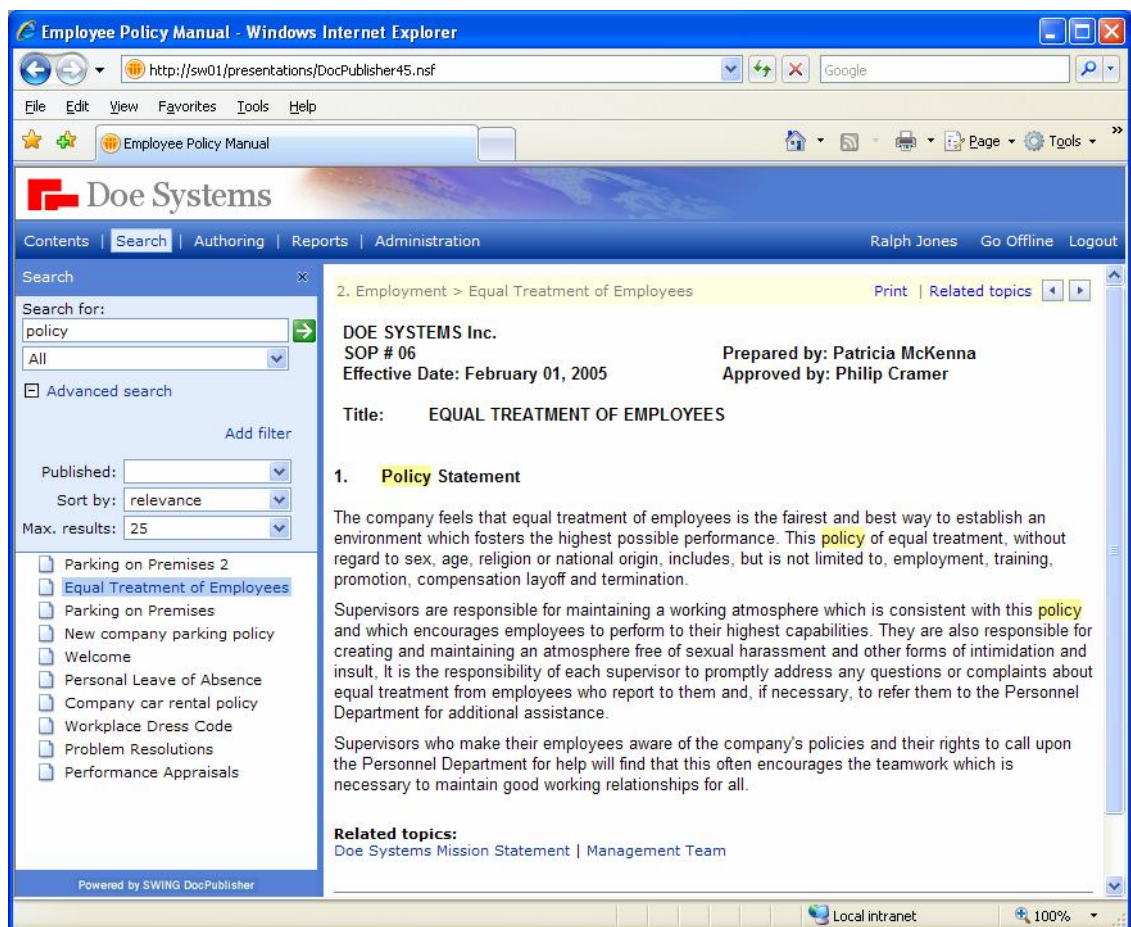 Employee Policy Manual - Windows Internet Explorer
http://sw01/presentations/DocPublisher45.nsf
Google
File Edit View Favorites Tools Help
Employee Policy Manual
Page
Tools
»
Doe Systems
Contents | Search | Authoring | Reports | Administration
Ralph Jones Go Offline Logout
Search
Search for:
policy
All
Advanced search
Add filter
Published:
Sort by: relevance
Max. results: 25
Parking on Premises 2
Equal Treatment of Employees
Parking on Premises
New company parking policy
Welcome
Personal Leave of Absence
Company car rental policy
Workplace Dress Code
Problem Resolutions
Performance Appraisals
Powered by SWING DocPublisher
2. Employment > Equal Treatment of Employees
Print | Related topics
DOE SYSTEMS Inc.
SOP # 06 Prepared by: Patricia McKenna
Effective Date: February 01, 2005 Approved by: Philip Cramer
Title: EQUAL TREATMENT OF EMPLOYEES
1. Policy Statement
The company feels that equal treatment of employees is the fairest and best way to establish an
environment which fosters the highest possible performance. This policy of equal treatment, without
regard to sex, age, religion or national origin, includes, but is not limited to, employment, training,
promotion, compensation layoff and termination.
Supervisors are responsible for maintaining a working atmosphere which is consistent with this policy
and which encourages employees to perform to their highest capabilities. They are also responsible for
creating and maintaining an atmosphere free of sexual harassment and other forms of intimidation and
insult, It is the responsibility of each supervisor to promptly address any questions or complaints about
equal treatment from employees who report to them and, if necessary, to refer them to the Personnel
Department for additional assistance.
Supervisors who make their employees aware of the company's policies and their rights to call upon
the Personnel Department for help will find that this often encourages the teamwork which is
necessary to maintain good working relationships for all.
Related topics:
Doe Systems Mission Statement | Management Team
Local intranet
100%